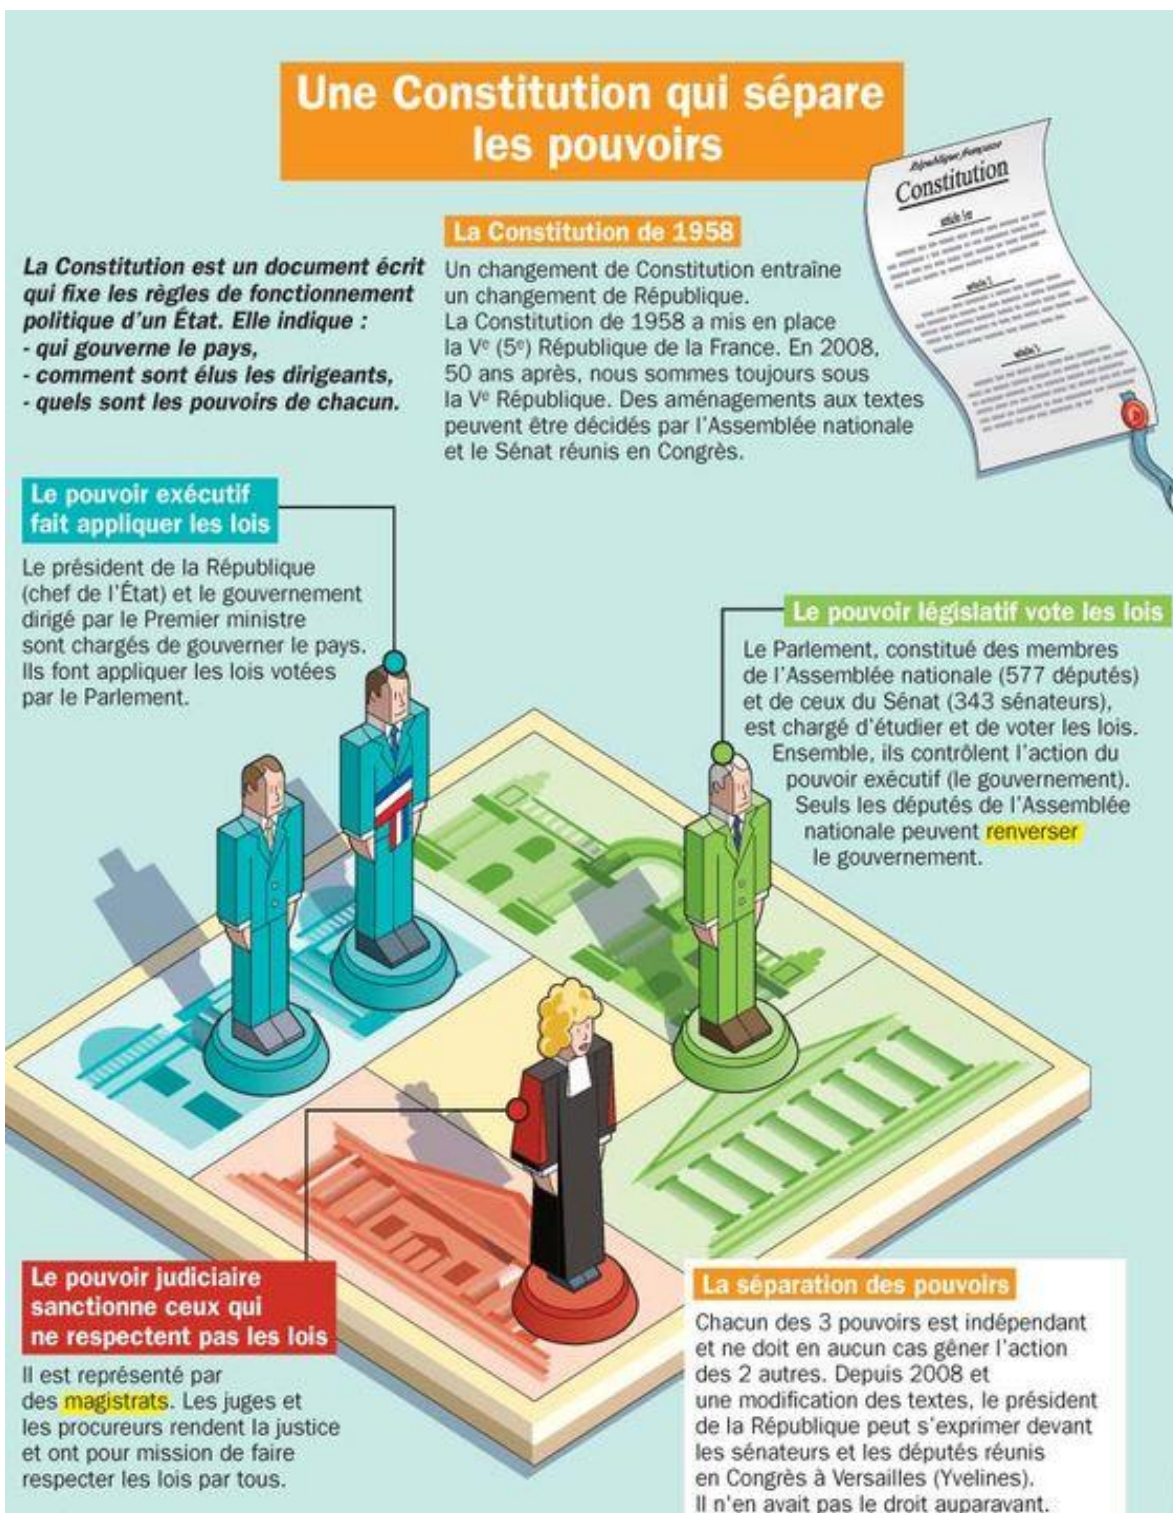 Une Constitution qui sépare
les pouvoirs
République française
Constitution
article 1er
article 2
article 3
La Constitution est un document écrit
qui fixe les règles de fonctionnement
politique d'un État. Elle indique :
- qui gouverne le pays,
- comment sont élus les dirigeants,
- quels sont les pouvoirs de chacun.
La Constitution de 1958
Un changement de Constitution entraîne
un changement de République.
La Constitution de 1958 a mis en place
la Vᵉ (5ᵉ) République de la France. En 2008,
50 ans après, nous sommes toujours sous
la Vᵉ République. Des aménagements aux textes
peuvent être décidés par l'Assemblée nationale
et le Sénat réunis en Congrès.
Le pouvoir exécutif
fait appliquer les lois
Le président de la République
(chef de l'État) et le gouvernement
dirigé par le Premier ministre
sont chargés de gouverner le pays.
Ils font appliquer les lois votées
par le Parlement.
Le pouvoir législatif vote les lois
Le Parlement, constitué des membres
de l'Assemblée nationale (577 députés)
et de ceux du Sénat (343 sénateurs),
est chargé d'étudier et de voter les lois.
Ensemble, ils contrôlent l'action du
pouvoir exécutif (le gouvernement).
Seuls les députés de l'Assemblée
nationale peuvent renverser
le gouvernement.
Le pouvoir judiciaire
sanctionne ceux qui
ne respectent pas les lois
Il est représenté par
des magistrats. Les juges et
les procureurs rendent la justice
et ont pour mission de faire
respecter les lois par tous.
La séparation des pouvoirs
Chacun des 3 pouvoirs est indépendant
et ne doit en aucun cas gêner l'action
des 2 autres. Depuis 2008 et
une modification des textes, le président
de la République peut s'exprimer devant
les sénateurs et les députés réunis
en Congrès à Versailles (Yvelines).
Il n'en avait pas le droit auparavant.